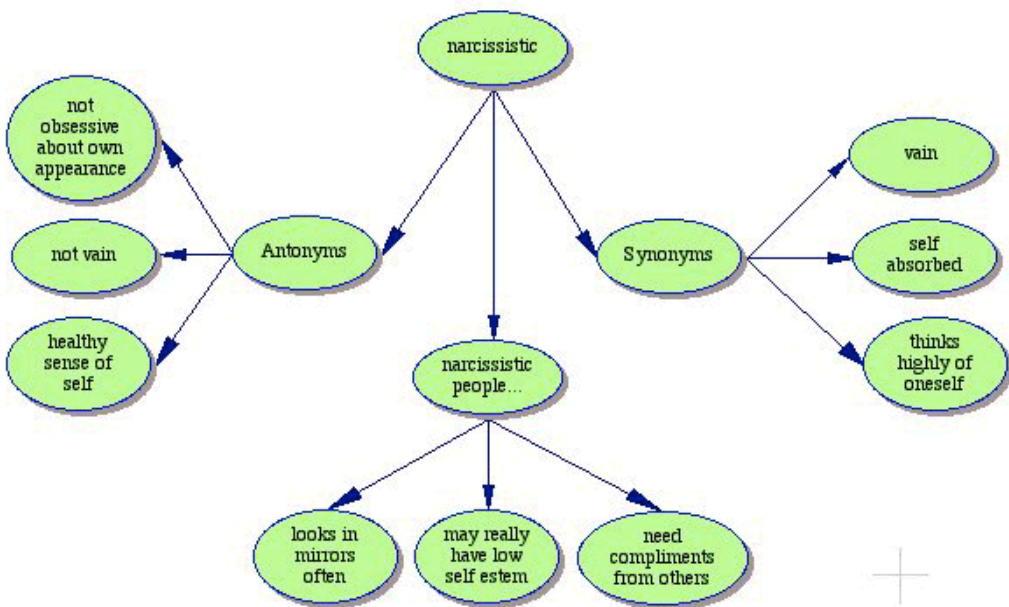 narcissistic
not
obsessive
about own
appearance
vain
not vain
Antonyms
Synonyms
self
absorbed
healthy
sense of
self
narcissistic
people...
thinks
highly of
oneself
looks in
mirrors
often
may really
have low
self estem
need
compliments
from others